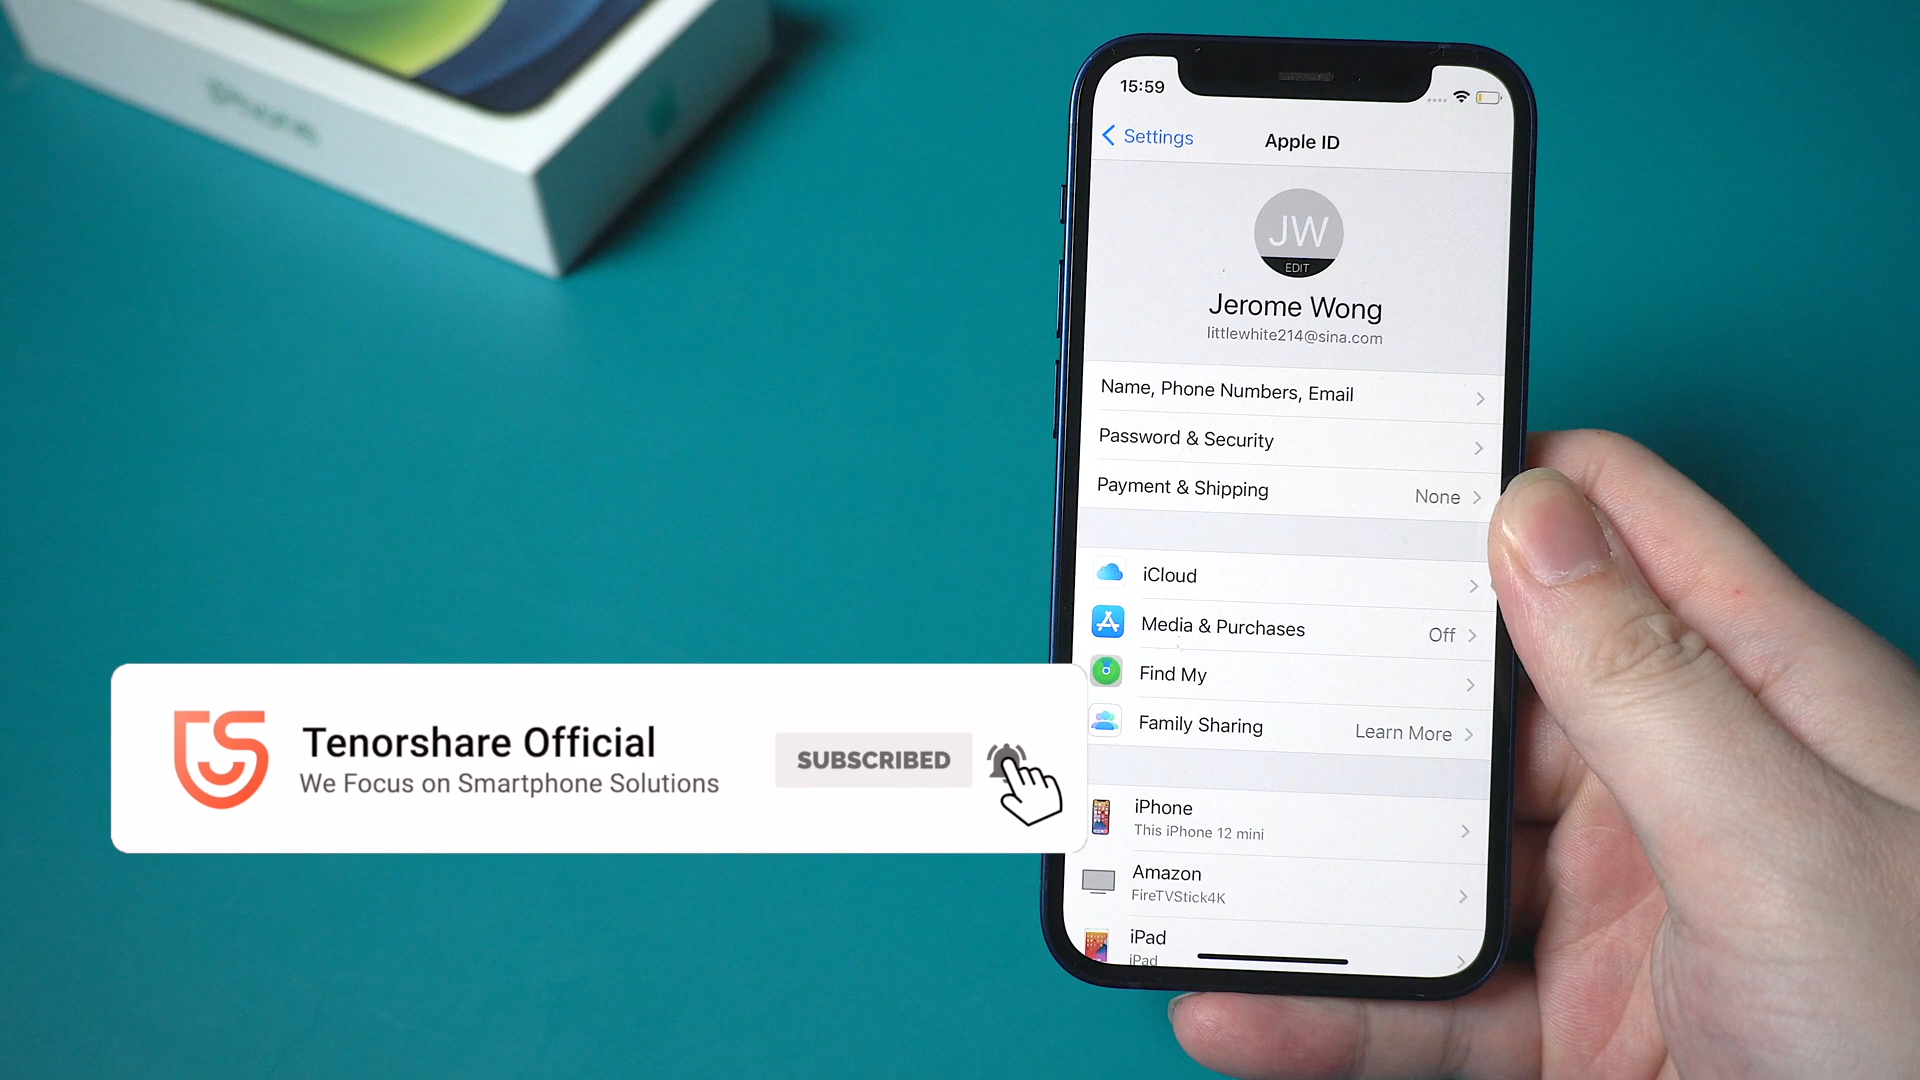 iPhone
15:59
Settings
Apple ID
JW
EDIT
Jerome Wong
littlewhite214@sina.com
Name, Phone Numbers, Email
Password & Security
Payment & Shipping None
iCloud
Media & Purchases Off
Find My
Family Sharing Learn More
iPhone
This iPhone 12 mini
Amazon
FireTVStick4K
iPad
iPad
Tenorshare Official
We Focus on Smartphone Solutions
SUBSCRIBED